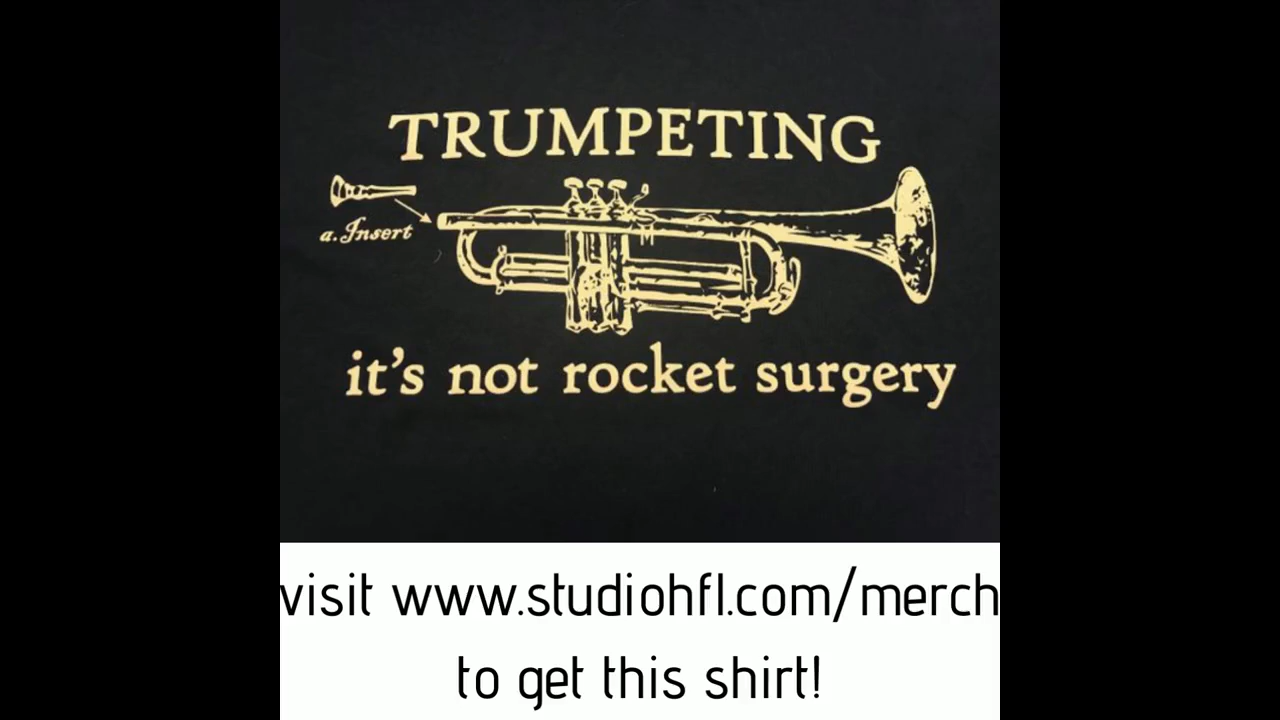 TRUMPETING
a. Insert
it's not rocket surgery
visit www.studiohfl.com/merch
to get this shirt!